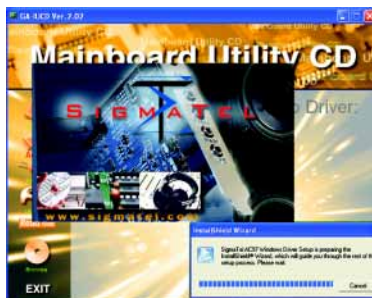 GA-IUCD Ver.2.02
Mainboard Utility CD
Driver:
SIGMATEL
www.sigmatel.com
EXIT
InstallShield Wizard
SigmaTel AC97 Windows Driver Setup is preparing the
InstallShield® Wizard, which will guide you through the rest of the
setup process. Please wait.
Cancel